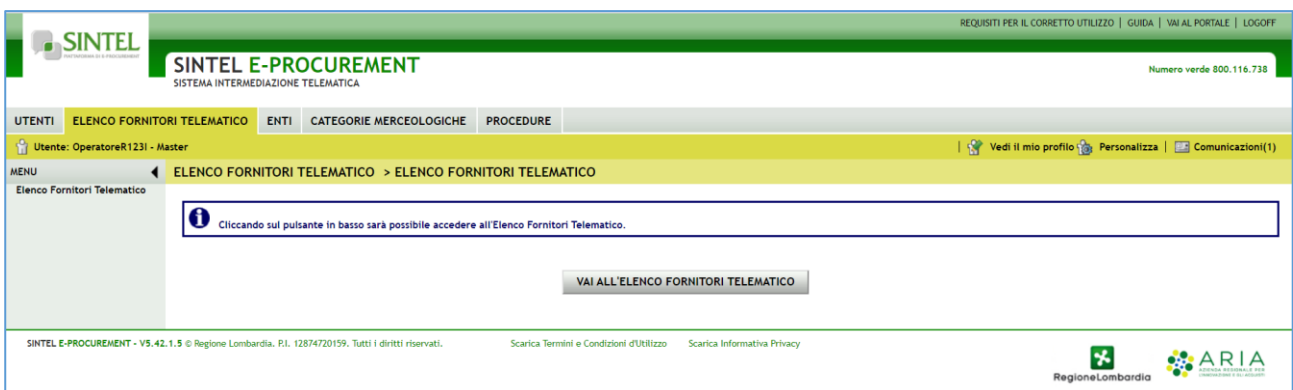 REQUISITI PER IL CORRETTO UTILIZZO | GUIDA | VAI AL PORTALE | LOGOFF
SINTEL
SINTEL E-PROCUREMENT
SISTEMA INTERMEDIAZIONE TELEMATICA
Numero verde 800.116.738
UTENTI ELENCO FORNITORI TELEMATICO ENTI CATEGORIE MERCEOLOGICHE PROCEDURE
Utente: OperatoreR123I - Master | Vedi il mio profilo Personalizza | Comunicazioni(1)
MENU ELENCO FORNITORI TELEMATICO > ELENCO FORNITORI TELEMATICO
Elenco Fornitori Telematico
Cliccando sul pulsante in basso sarà possibile accedere all'Elenco Fornitori Telematico.
VAI ALL'ELENCO FORNITORI TELEMATICO
SINTEL E-PROCUREMENT - V5.42.1.5 © Regione Lombardia. P.I. 12874720159. Tutti i diritti riservati. Scarica Termini e Condizioni d'Utilizzo Scarica Informativa Privacy
RegioneLombardia
ARIA